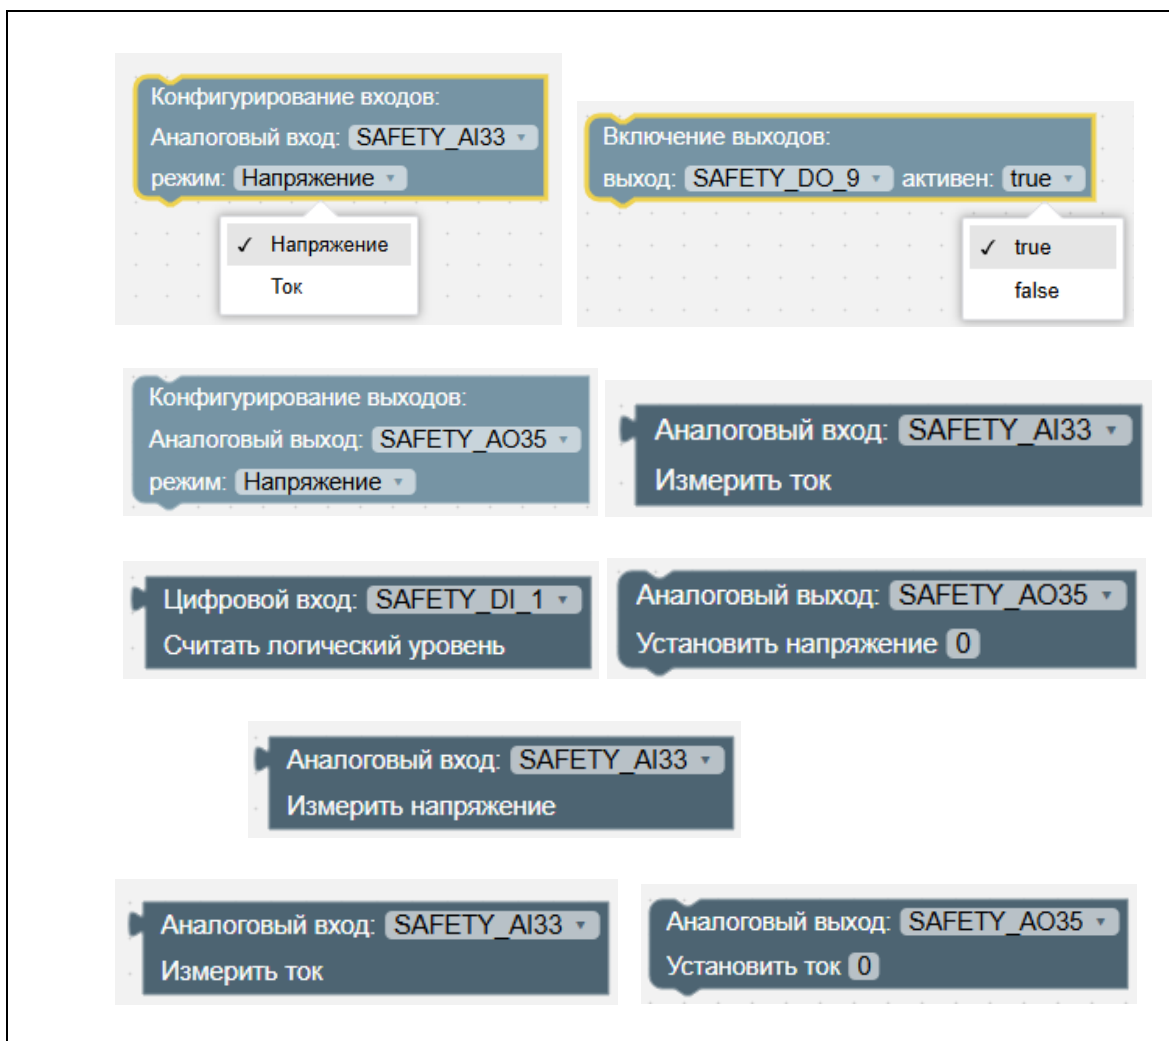 Конфигурирование входов:
Аналоговый вход: SAFETY_AI33
режим: Напряжение
✓ Напряжение
Ток
Включение выходов:
выход: SAFETY_DO_9 активен: true
✓ true
false
Конфигурирование выходов:
Аналоговый выход: SAFETY_AO35
режим: Напряжение
Аналоговый вход: SAFETY_AI33
Измерить ток
Цифровой вход: SAFETY_DI_1
Считать логический уровень
Аналоговый выход: SAFETY_AO35
Установить напряжение 0
Аналоговый вход: SAFETY_AI33
Измерить напряжение
Аналоговый вход: SAFETY_AI33
Измерить ток
Аналоговый выход: SAFETY_AO35
Установить ток 0